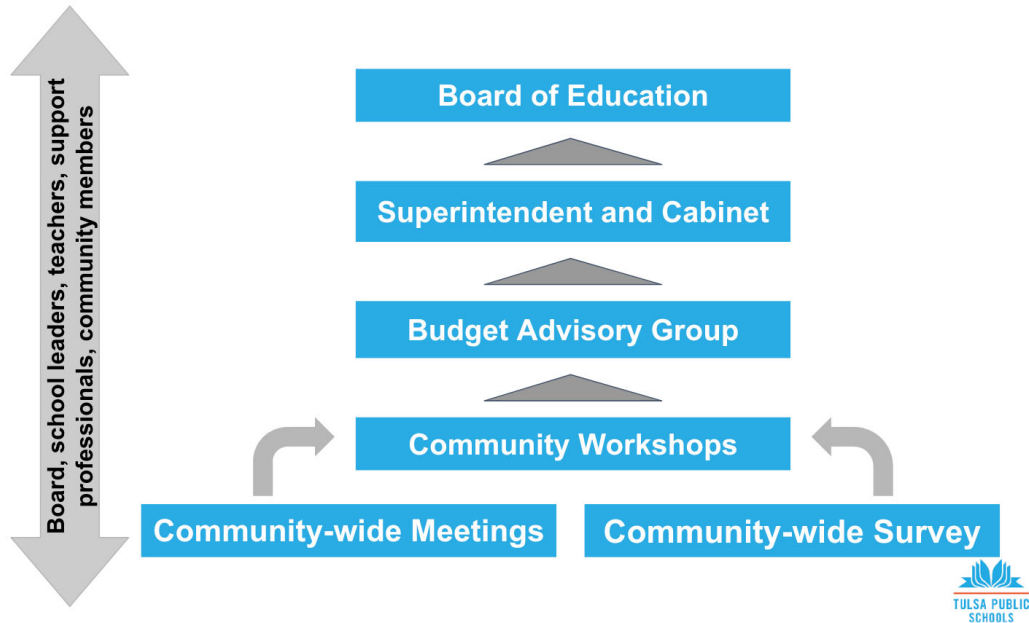 Board, school leaders, teachers, support
professionals, community members
Board of Education
Superintendent and Cabinet
Budget Advisory Group
Community Workshops
Community-wide Meetings
Community-wide Survey
TULSA PUBLIC
SCHOOLS